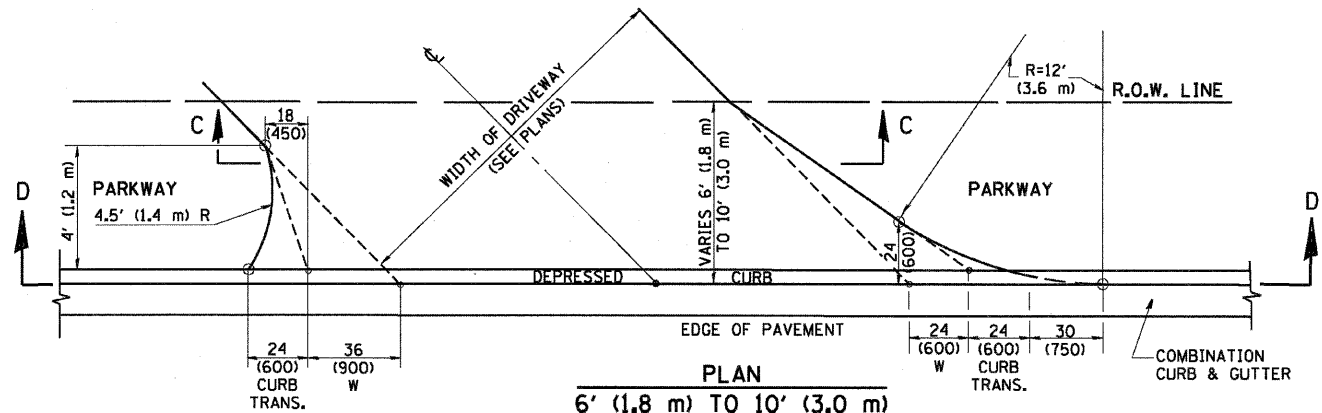 ℄
R=12'
(3.6 m)
R.O.W. LINE
18
(450)
C
C
WIDTH OF DRIVEWAY
(SEE PLANS)
VARIES 6' (1.8 m)
TO 10' (3.0 m)
D
4' (1.2 m)
PARKWAY
4.5' (1.4 m) R
PARKWAY
D
24
(600)
DEPRESSED CURB
EDGE OF PAVEMENT
24
(600)
CURB
TRANS.
36
(900)
W
24
(600)
W
24
(600)
CURB
TRANS.
30
(750)
COMBINATION
CURB & GUTTER
PLAN
6' (1.8 m) TO 10' (3.0 m)